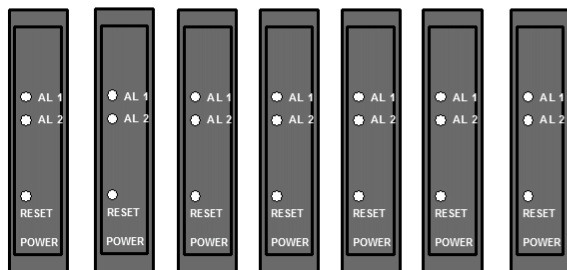 AL 1 AL 1 AL 1 AL 1 AL 1 AL 1 AL 1
AL 2 AL 2 AL 2 AL 2 AL 2 AL 2 AL 2
RESET RESET RESET RESET RESET RESET RESET
POWER POWER POWER POWER POWER POWER POWER